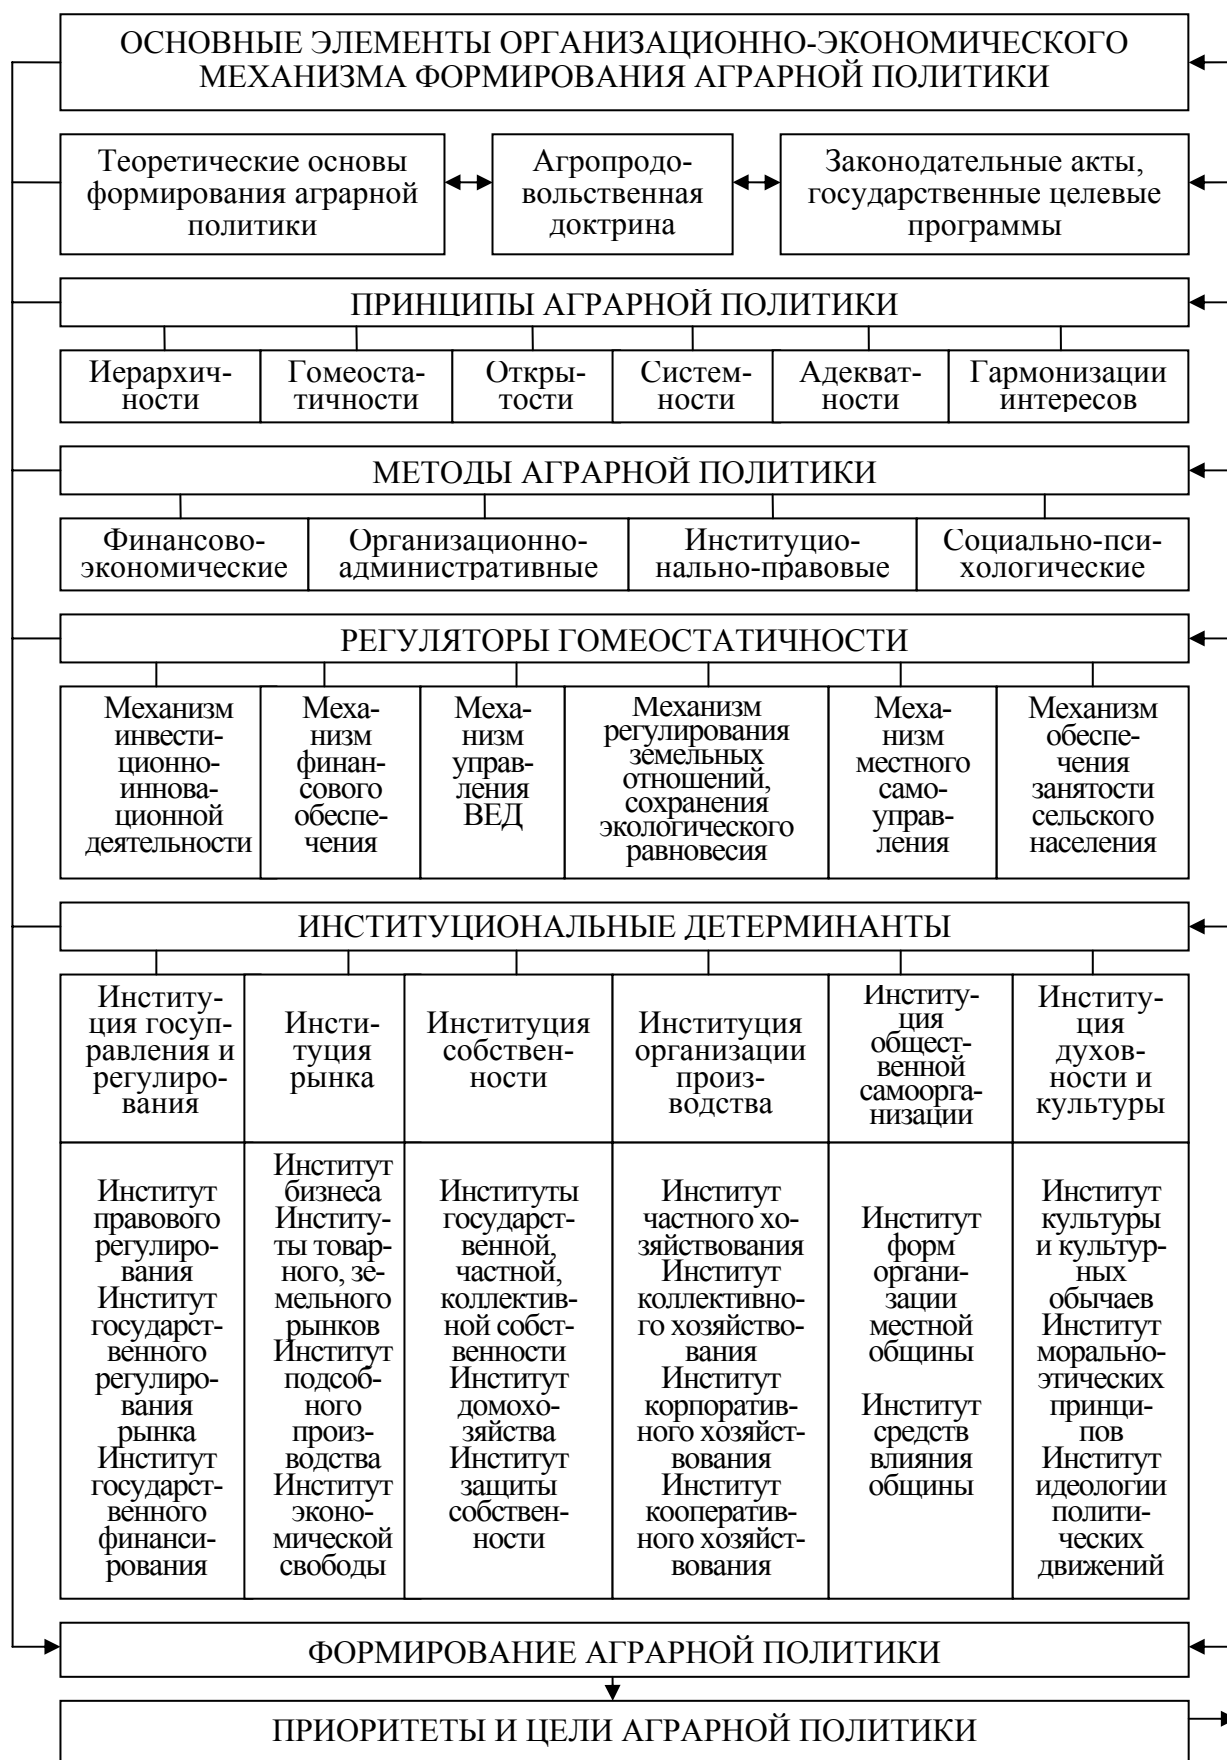 ОСНОВНЫЕ ЭЛЕМЕНТЫ ОРГАНИЗАЦИОННО-ЭКОНОМИЧЕСКОГО
МЕХАНИЗМА ФОРМИРОВАНИЯ АГРАРНОЙ ПОЛИТИКИ
Теоретические основы
формирования аграрной
политики
Агропродо-
вольственная
доктрина
Законодательные акты,
государственные целевые
программы
ПРИНЦИПЫ АГРАРНОЙ ПОЛИТИКИ
Иерархич-
ности
Гомеоста-
тичности
Откры-
тости
Систем-
ности
Адекват-
ности
Гармонизации
интересов
МЕТОДЫ АГРАРНОЙ ПОЛИТИКИ
Финансово-
экономические
Организационно-
административные
Институцио-
нально-правовые
Социально-пси-
хологические
РЕГУЛЯТОРЫ ГОМЕОСТАТИЧНОСТИ
Механизм
инвести-
ционно-
иннова-
ционной
деятельности
Меха-
низм
финан-
сового
обеспе-
чения
Меха-
низм
управ-
ления
ВЕД
Механизм
регулирования
земельных
отношений,
сохранения
экологического
равновесия
Меха-
низм
местного
само-
управ-
ления
Механизм
обеспе-
чения
занятости
сельского
населения
ИНСТИТУЦИОНАЛЬНЫЕ ДЕТЕРМИНАНТЫ
Институ-
ция госуп-
равления и
регулиро-
вания
Инсти-
туция
рынка
Институция
собствен-
ности
Институция
организации
произ-
водства
Институ-
ция
общест-
венной
самоорга-
низации
Институ-
ция
духов-
ности и
культуры
Институт
правового
регулиро-
вания
Институт
государст-
венного
регулиро-
вания
рынка
Институт
государст-
венного
финанси-
рования
Институт
бизнеса
Институ-
ты товар-
ного, зе-
мельного
рынков
Институт
подсоб-
ного
произ-
водства
Институт
эконо-
мической
свободы
Институты
государст-
венной,
частной,
коллектив-
ной собст-
венности
Институт
домохо-
зяйства
Институт
защиты
собствен-
ности
Институт
частного хо-
зяйствования
Институт
коллективно-
го хозяйство-
вания
Институт
корпоратив-
ного хозяйст-
вования
Институт
кооператив-
ного хозяйст-
вования
Институт
форм
органи-
зации
местной
общины
Институт
средств
влияния
общины
Институт
культуры
и культур-
ных
обычаев
Институт
морально-
этических
принци-
пов
Институт
идеологии
полити-
ческих
движений
ФОРМИРОВАНИЕ АГРАРНОЙ ПОЛИТИКИ
ПРИОРИТЕТЫ И ЦЕЛИ АГРАРНОЙ ПОЛИТИКИ